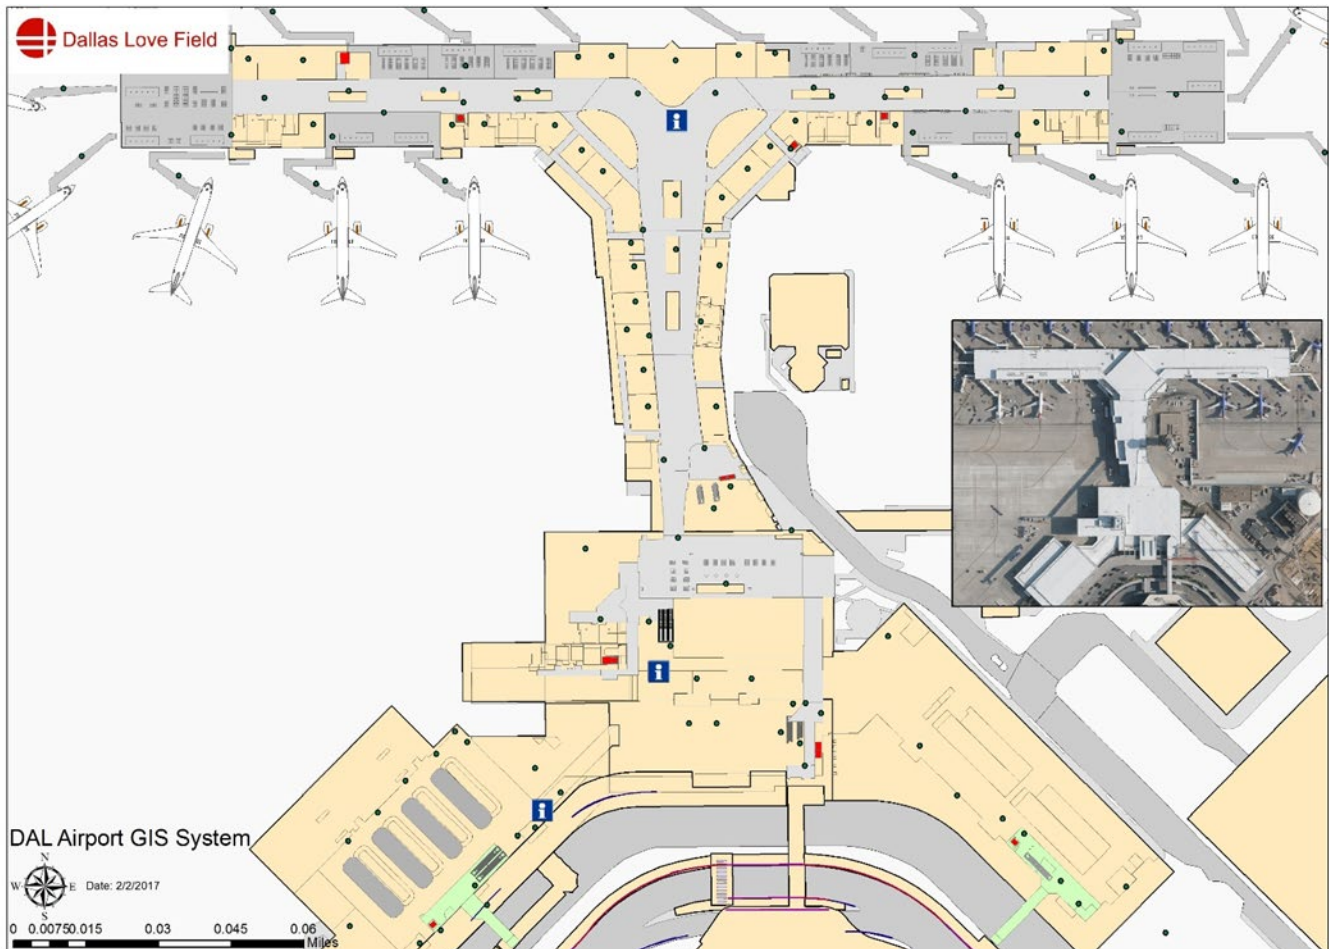 Dallas Love Field
DAL Airport GIS System
N
W E
S
Date: 2/2/2017
0 0.0075 0.015 0.03 0.045 0.06
Miles
i
i
i